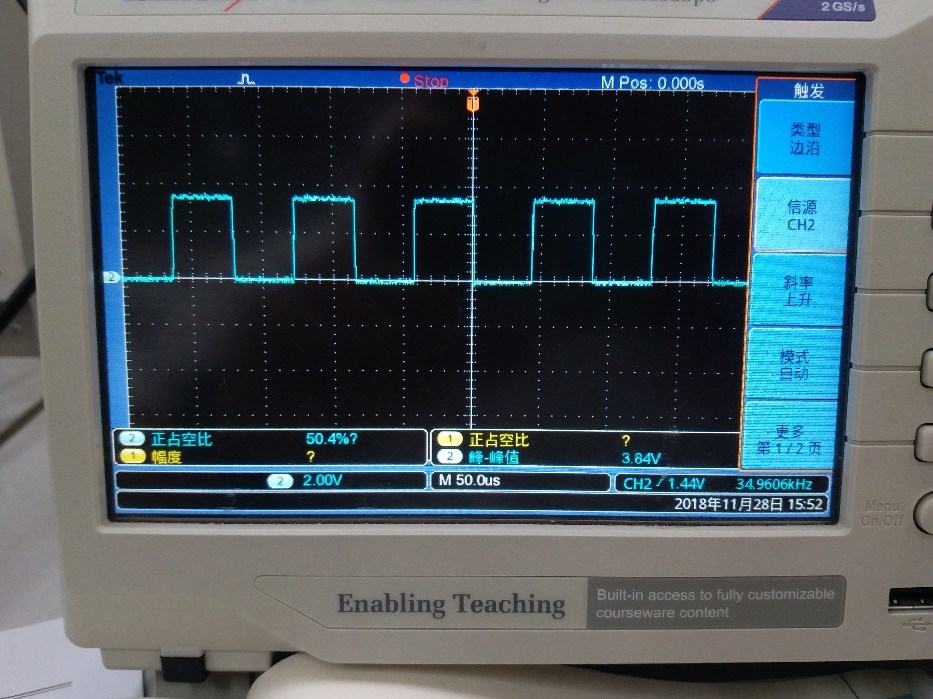 2 GS/s
Tek
Stop
M Pos: 0.000s
触发
类型
边沿
信源
CH2
斜率
上升
模式
自动
更多
第 1 / 2 页
2
2 正占空比 50.4%?
1 幅度 ?
1 正占空比 ?
2 峰-峰值 3.84V
2 2.00V
M 50.0us
CH2 / 1.44V 34.9606kHz
2018年11月28日 15:52
Menu
On/Off
Enabling Teaching
Built-in access to fully customizable
courseware content